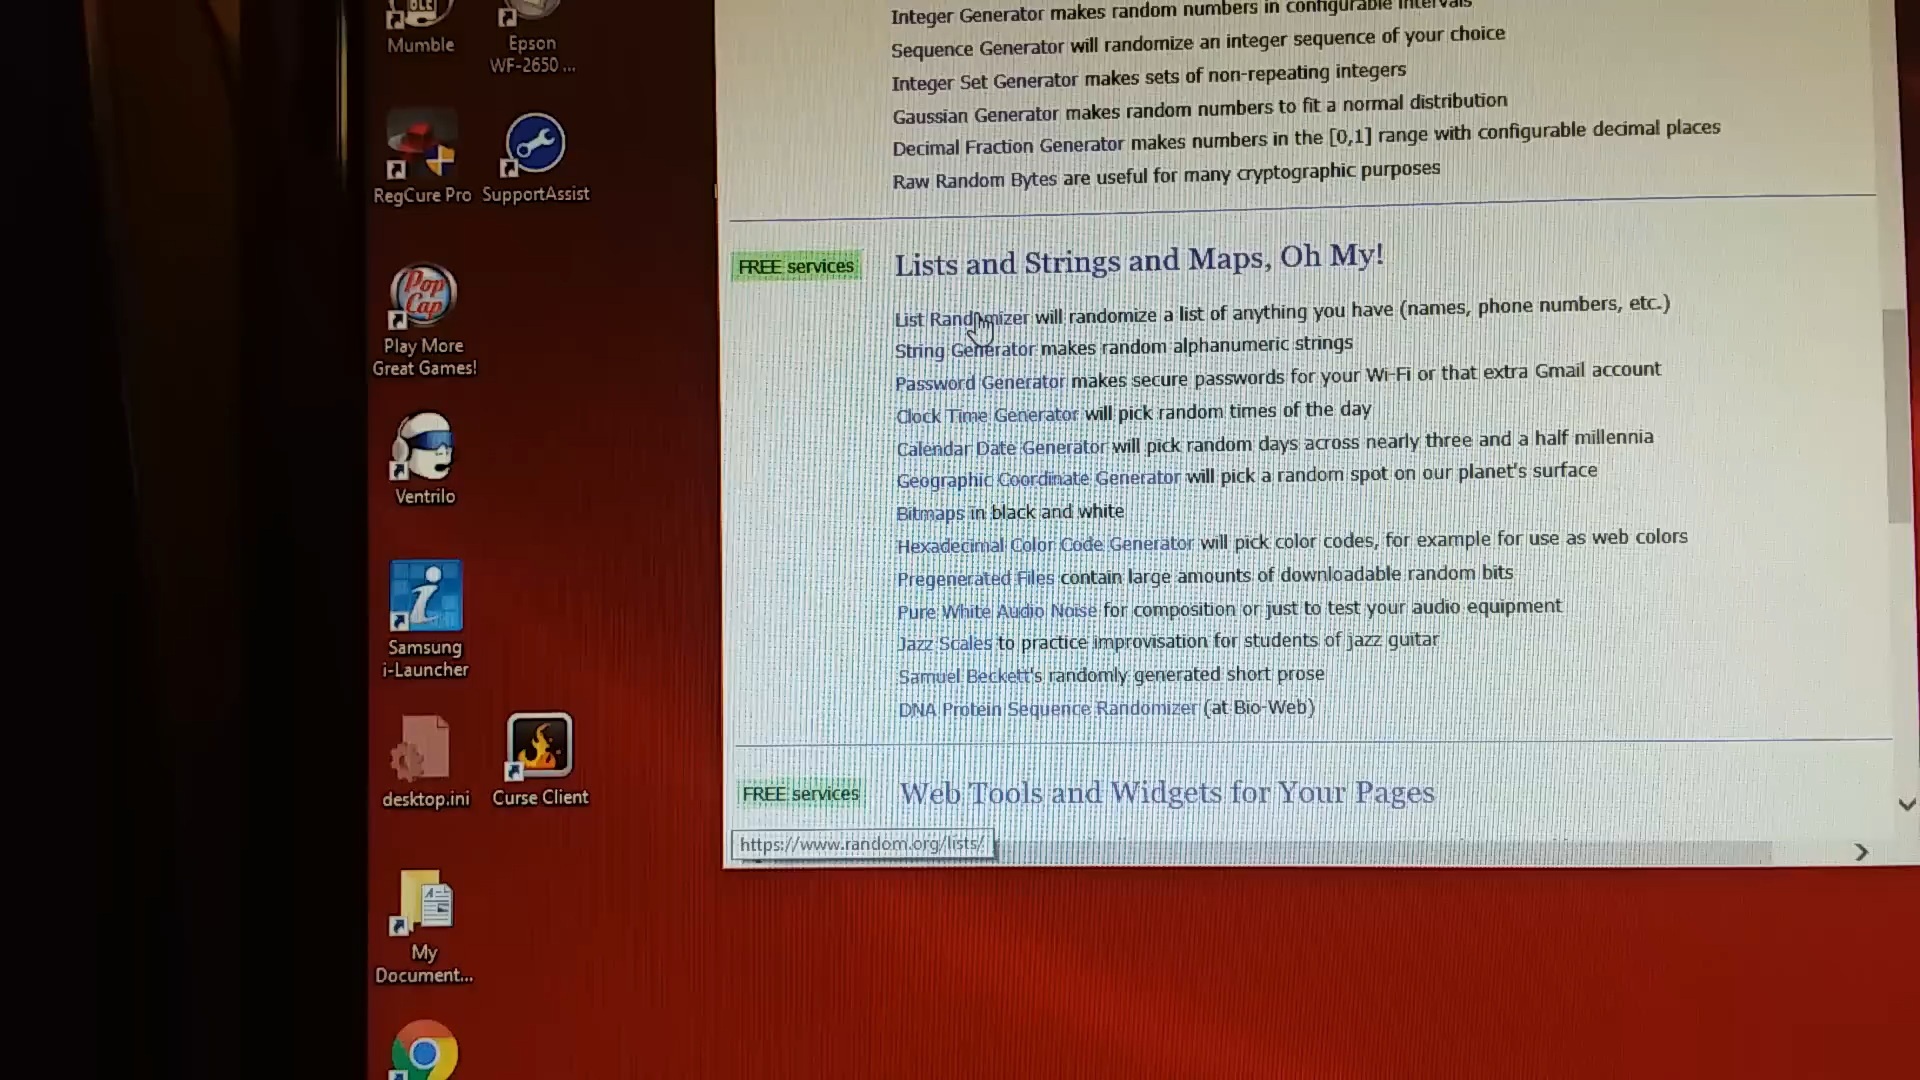 Mumble
Epson
WF-2650 ...
RegCure Pro
SupportAssist
Pop
Cap
Play More
Great Games!
Ventrilo
Samsung
i-Launcher
desktop.ini
Curse Client
My
Document...
Integer Generator makes random numbers in configurable intervals
Sequence Generator will randomize an integer sequence of your choice
Integer Set Generator makes sets of non-repeating integers
Gaussian Generator makes random numbers to fit a normal distribution
Decimal Fraction Generator makes numbers in the [0,1] range with configurable decimal places
Raw Random Bytes are useful for many cryptographic purposes
FREE services
Lists and Strings and Maps, Oh My!
List Randomizer will randomize a list of anything you have (names, phone numbers, etc.)
String Generator makes random alphanumeric strings
Password Generator makes secure passwords for your Wi-Fi or that extra Gmail account
Clock Time Generator will pick random times of the day
Calendar Date Generator will pick random days across nearly three and a half millennia
Geographic Coordinate Generator will pick a random spot on our planet's surface
Bitmaps in black and white
Hexadecimal Color Code Generator will pick color codes, for example for use as web colors
Pregenerated Files contain large amounts of downloadable random bits
Pure White Audio Noise for composition or just to test your audio equipment
Jazz Scales to practice improvisation for students of jazz guitar
Samuel Beckett's randomly generated short prose
DNA Protein Sequence Randomizer (at Bio-Web)
FREE services
Web Tools and Widgets for Your Pages
https://www.random.org/lists/